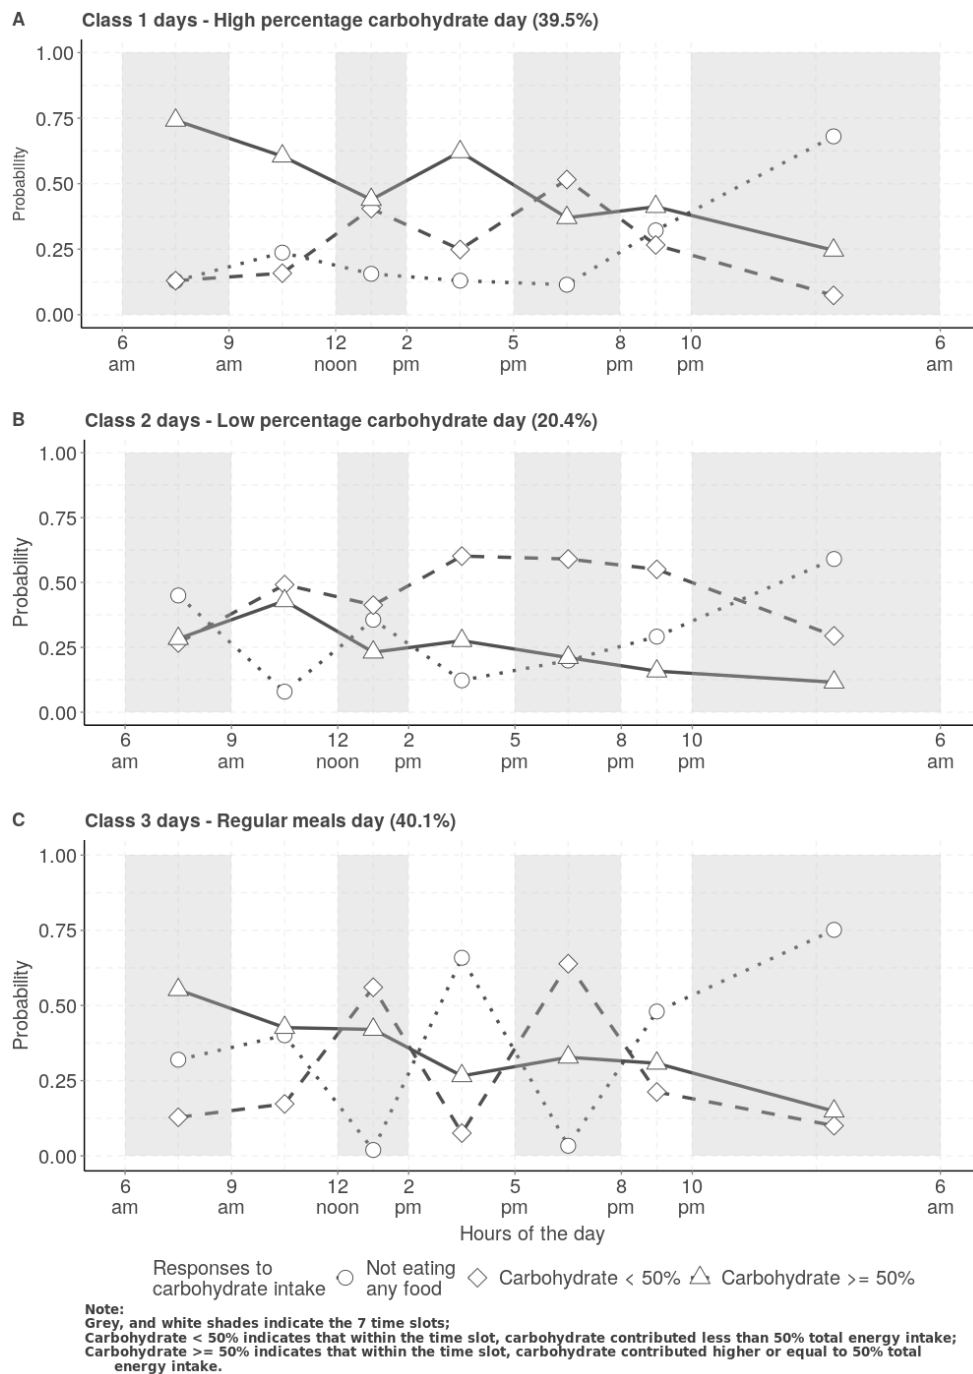 A
Class 1 days - High percentage carbohydrate day (39.5%)
1.00
0.75
0.50
0.25
0.00
Probability
6 9 12 2 5 8 10 6
am am noon pm pm pm pm am
B
Class 2 days - Low percentage carbohydrate day (20.4%)
1.00
0.75
0.50
0.25
0.00
Probability
6 9 12 2 5 8 10 6
am am noon pm pm pm pm am
C
Class 3 days - Regular meals day (40.1%)
1.00
0.75
0.50
0.25
0.00
Probability
6 9 12 2 5 8 10 6
am am noon pm pm pm pm am
Hours of the day
Responses to
carbohydrate intake
Not eating
any food
Carbohydrate < 50%
Carbohydrate >= 50%
Note:
Grey, and white shades indicate the 7 time slots;
Carbohydrate < 50% indicates that within the time slot, carbohydrate contributed less than 50% total energy intake;
Carbohydrate >= 50% indicates that within the time slot, carbohydrate contributed higher or equal to 50% total
energy intake.